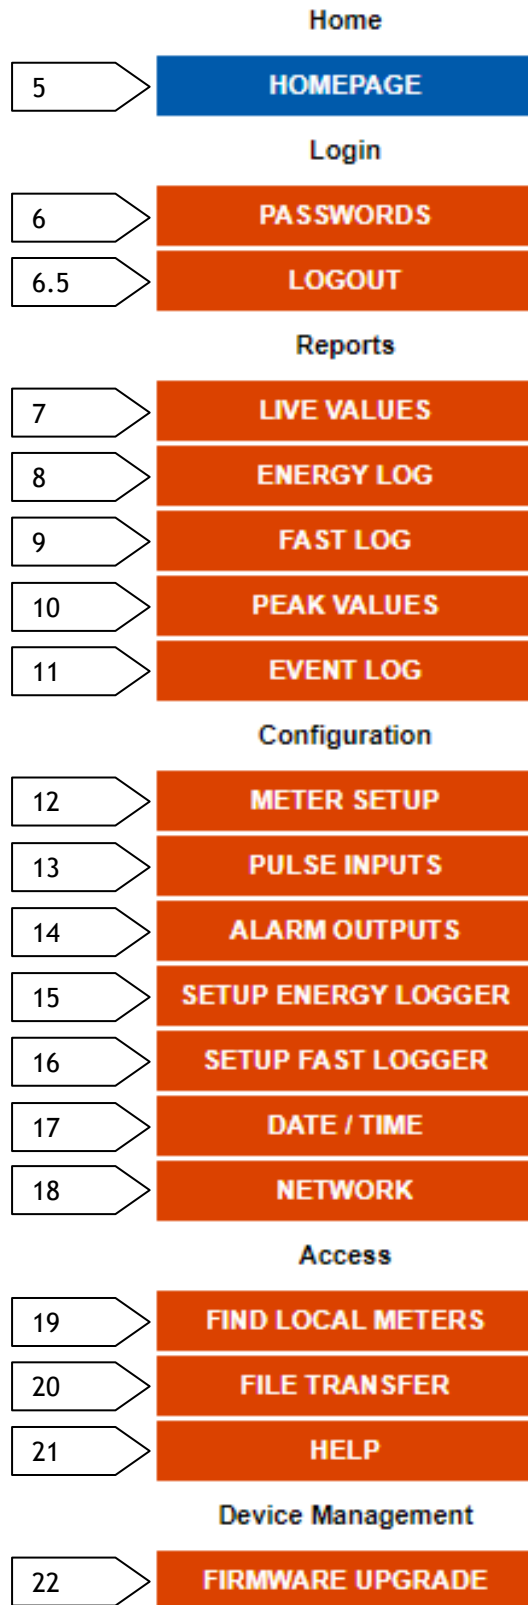 Home
5 HOMEPAGE
Login
6 PASSWORDS
6.5 LOGOUT
Reports
7 LIVE VALUES
8 ENERGY LOG
9 FAST LOG
10 PEAK VALUES
11 EVENT LOG
Configuration
12 METER SETUP
13 PULSE INPUTS
14 ALARM OUTPUTS
15 SETUP ENERGY LOGGER
16 SETUP FAST LOGGER
17 DATE / TIME
18 NETWORK
Access
19 FIND LOCAL METERS
20 FILE TRANSFER
21 HELP
Device Management
22 FIRMWARE UPGRADE